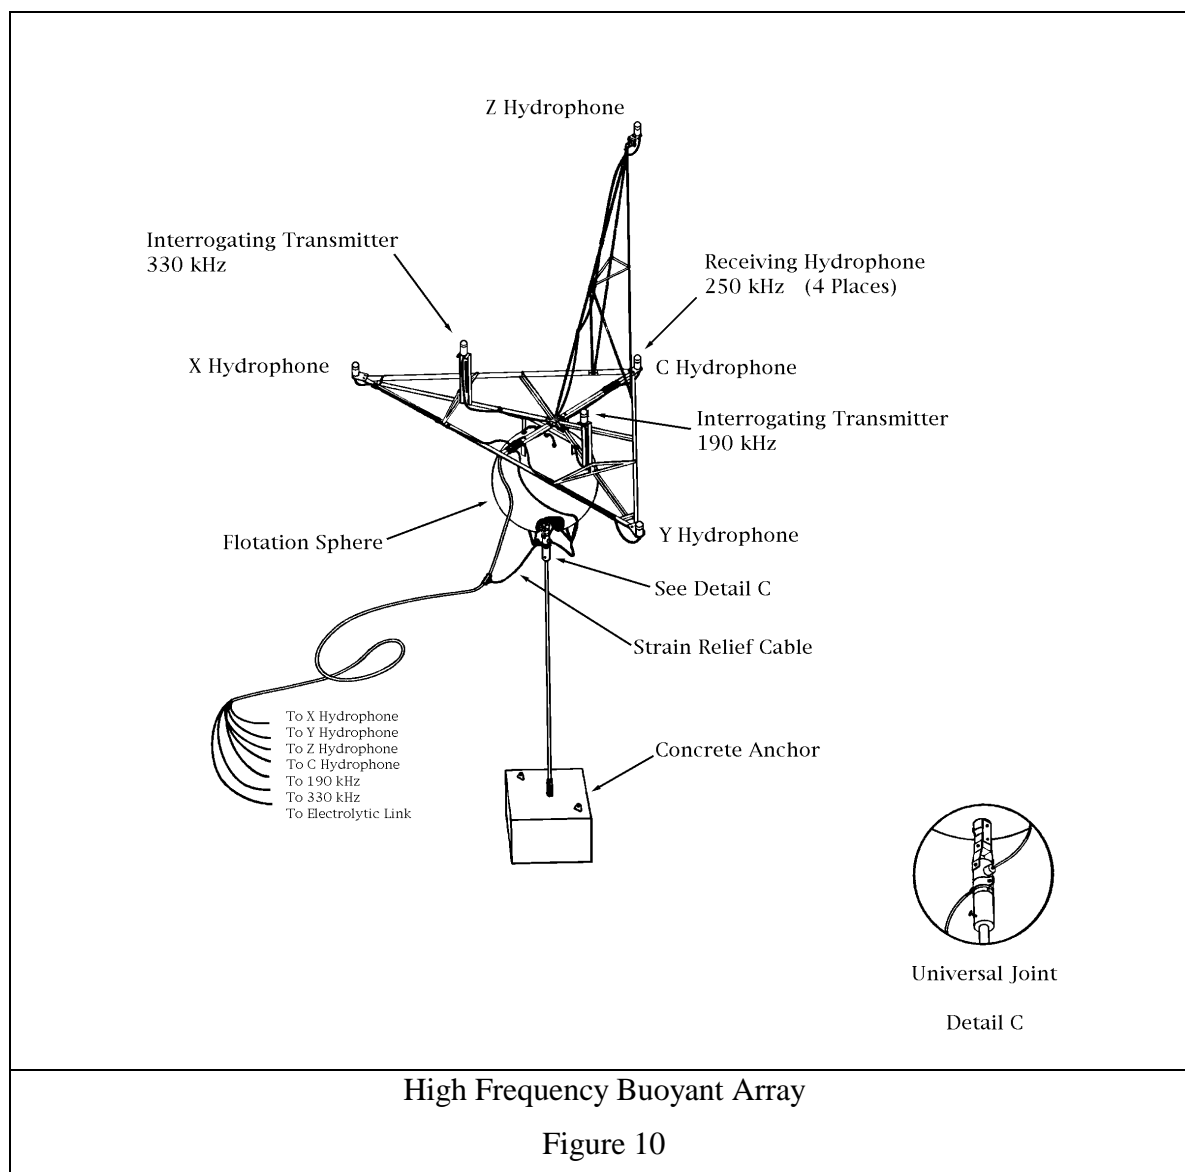 Z Hydrophone
Interrogating Transmitter
330 kHz
Receiving Hydrophone
250 kHz (4 Places)
X Hydrophone
C Hydrophone
Interrogating Transmitter
190 kHz
Flotation Sphere
Y Hydrophone
See Detail C
Strain Relief Cable
To X Hydrophone
To Y Hydrophone
To Z Hydrophone
To C Hydrophone
To 190 kHz
To 330 kHz
To Electrolytic Link
Concrete Anchor
Universal Joint
Detail C
High Frequency Buoyant Array
Figure 10